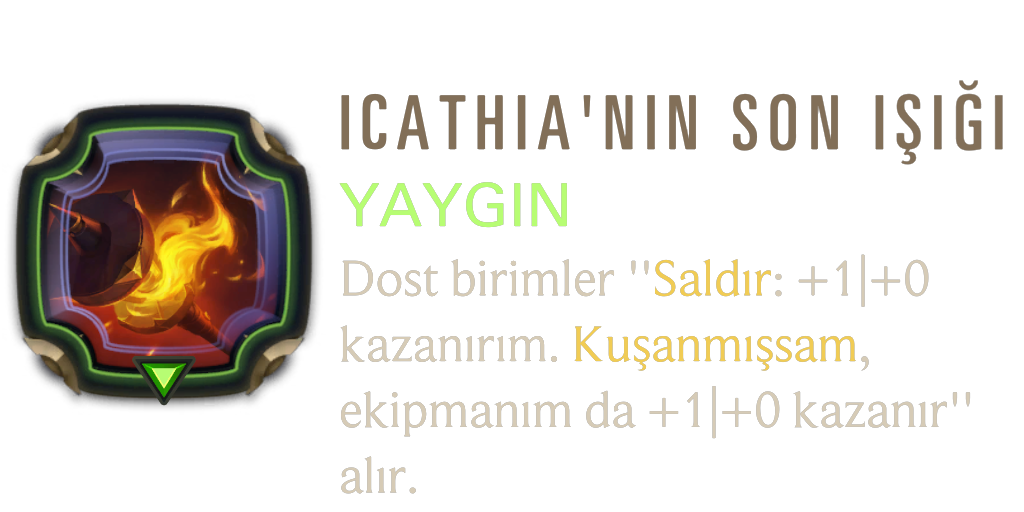 ICATHIA'NIN SON IŞIĞI
YAYGIN
Dost birimler ''Saldır: +1|+0
kazanırım. Kuşanmışsam,
ekipmanım da +1|+0 kazanır''
alır.